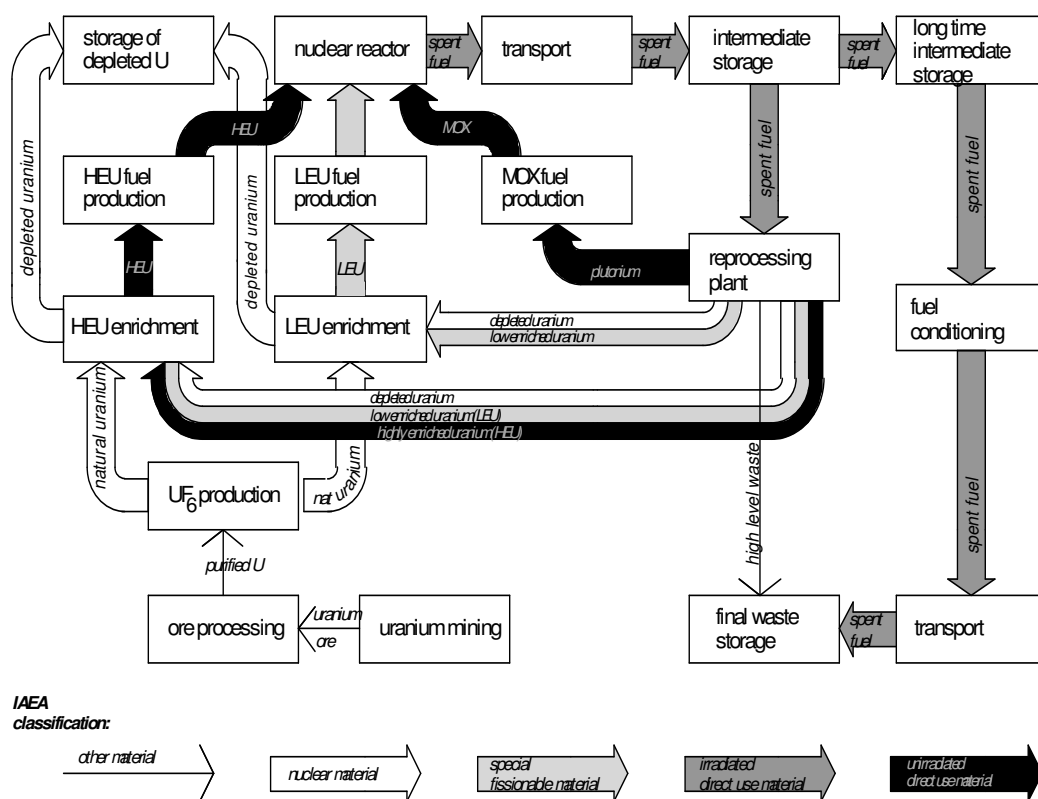 storage of
depleted U
nuclear reactor
spent
fuel
transport
spent
fuel
intermediate
storage
spent
fuel
long time
intermediate
storage
HEU
MOX
depleted uranium
HEU fuel
production
depleted uranium
LEU fuel
production
MOX fuel
production
spent fuel
spent fuel
HEU
LEU
plutonium
reprocessing
plant
HEU enrichment
LEU enrichment
depleted uranium
low enriched uranium
fuel
conditioning
natural uranium
nat uranium
depleted uranium
low enriched uranium (LEU)
highly enriched uranium (HEU)
high level waste
spent fuel
UF6 production
purified U
ore processing
uranium
ore
uranium mining
final waste
storage
spent
fuel
transport
IAEA
classification:
other material
nuclear material
special
fissionable material
irradiated
direct use material
unirradiated
direct use material